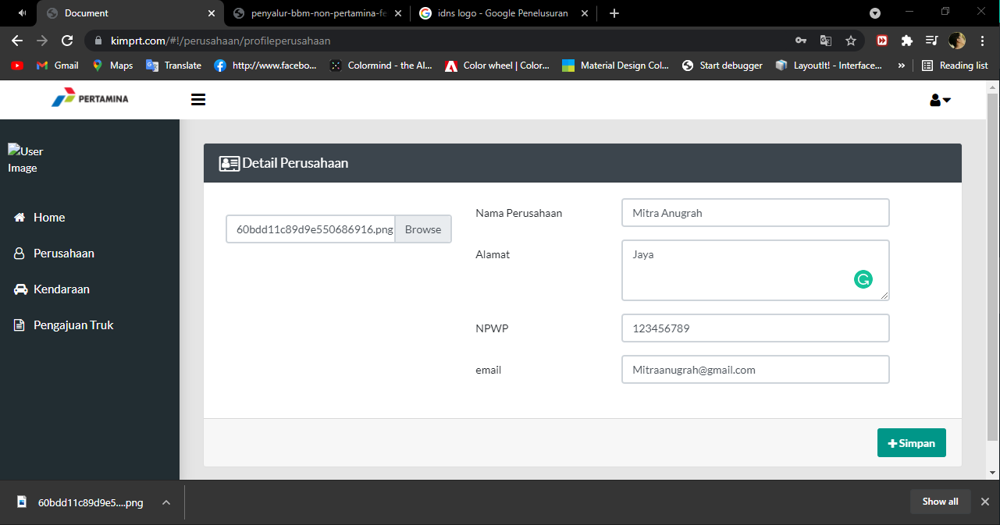 Document
penyalur-bbm-non-pertamina-fe
idns logo - Google Penelusuran
kimprt.com/#!/perusahaan/profileperusahaan
Gmail
Maps
Translate
http://www.facebo...
Colormind - the AI...
Color wheel | Color...
Material Design Col...
Start debugger
LayoutIt! - Interface...
»
Reading list
PERTAMINA
User
Image
Home
Perusahaan
Kendaraan
Pengajuan Truk
Detail Perusahaan
60bdd11c89d9e550686916.png
Browse
Nama Perusahaan
Mitra Anugrah
Alamat
Jaya
NPWP
123456789
email
Mitraanugrah@gmail.com
Simpan
60bdd11c89d9e5....png
Show all